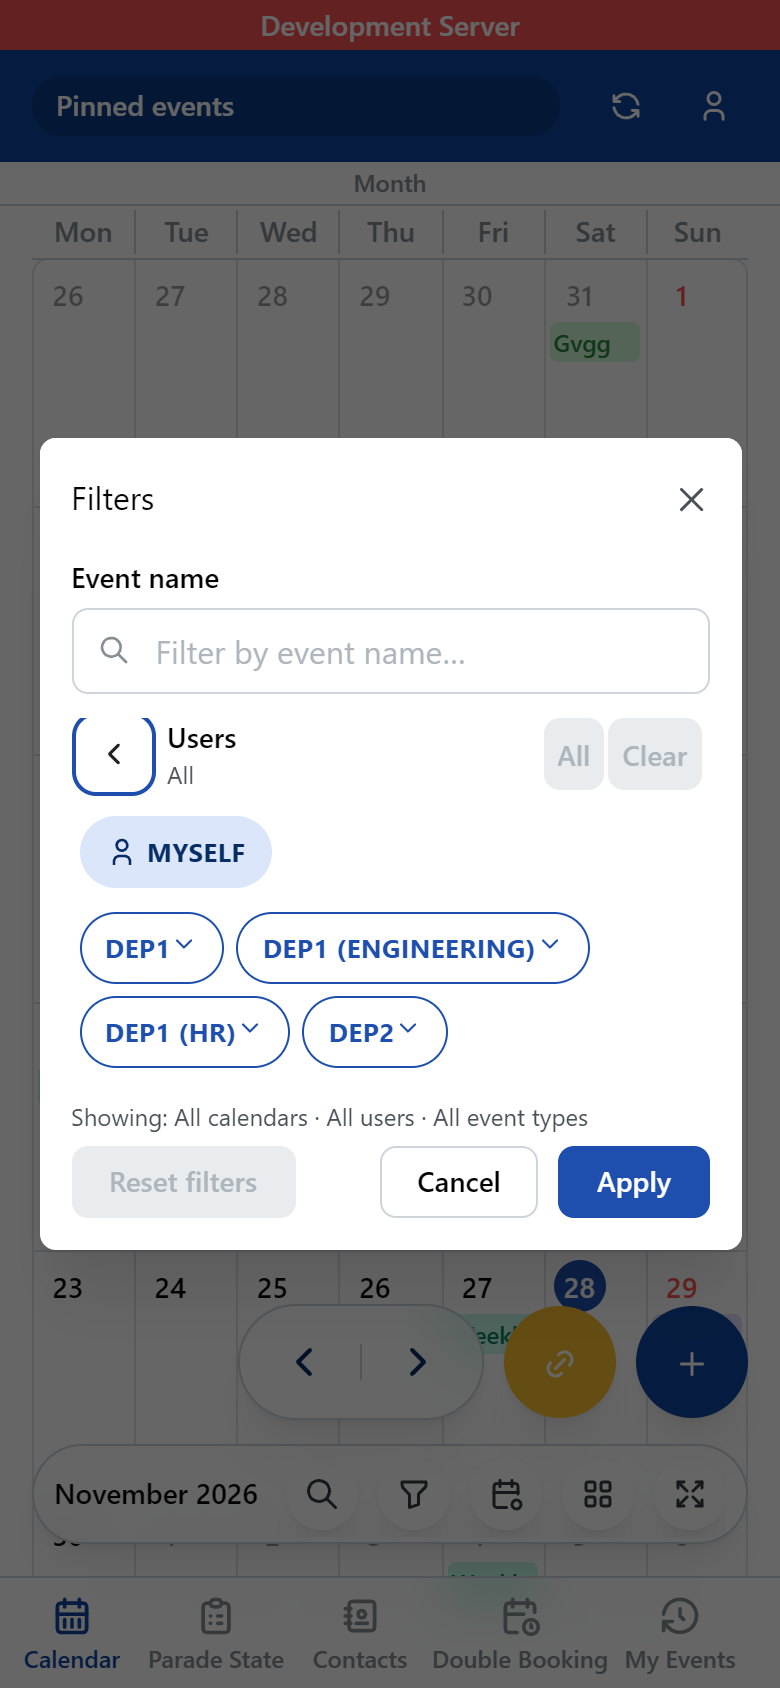 Development Server
Pinned events
Month
Mon Tue Wed Thu Fri Sat Sun
26 27 28 29 30 31 1
Gvgg
Filters
Event name
Filter by event name...
Users
All
All Clear
MYSELF
DEP1 DEP1 (ENGINEERING)
DEP1 (HR) DEP2
Showing: All calendars · All users · All event types
Reset filters Cancel Apply
23 24 25 26 27 28 29
November 2026
Calendar Parade State Contacts Double Booking My Events